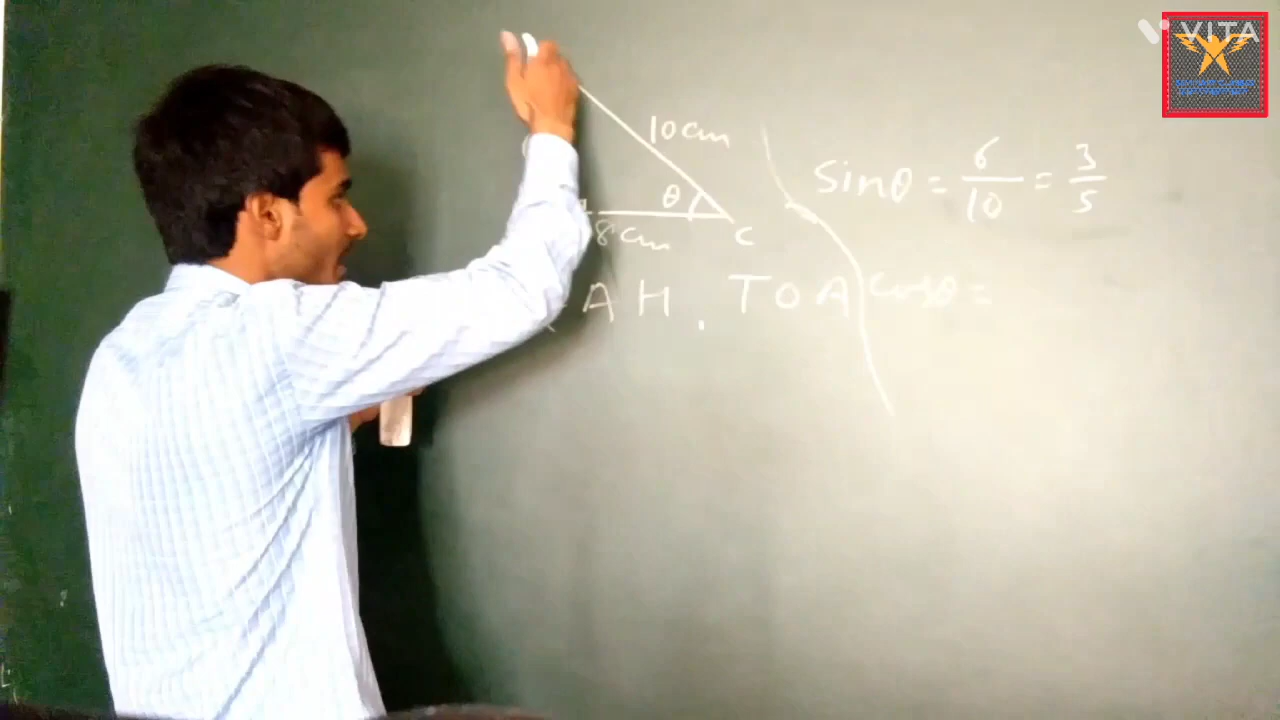 VITA
10cm
θ
8cm
C
Sinθ = 6/10 = 3/5
AH, TOA
cosθ =